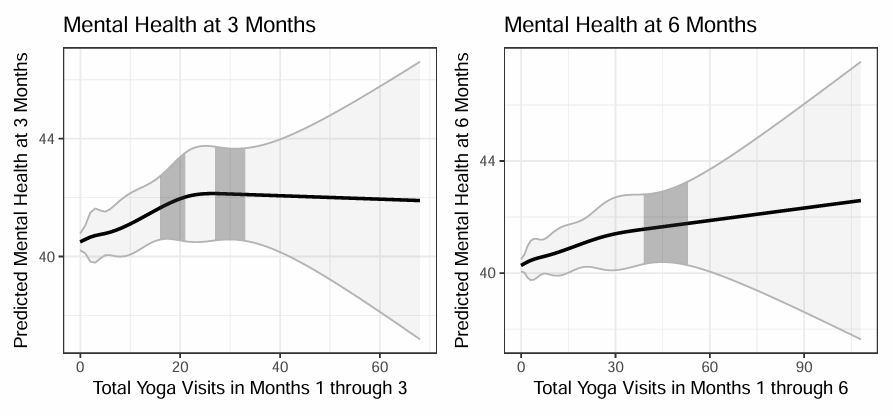 Mental Health at 3 Months
Predicted Mental Health at 3 Months
44
40
0 20 40 60
Total Yoga Visits in Months 1 through 3
Mental Health at 6 Months
Predicted Mental Health at 6 Months
44
40
0 30 60 90
Total Yoga Visits in Months 1 through 6